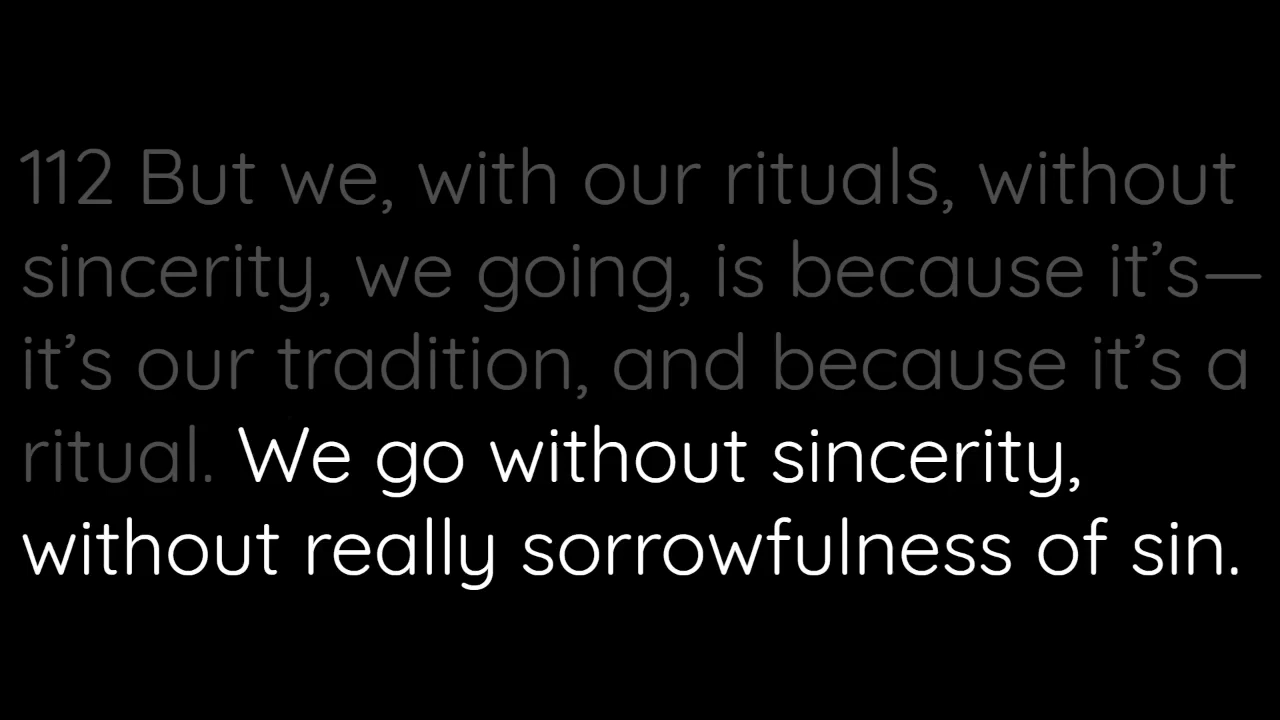 112 But we, with our rituals, without
sincerity, we going, is because it’s—
it’s our tradition, and because it’s a
ritual. We go without sincerity,
without really sorrowfulness of sin.